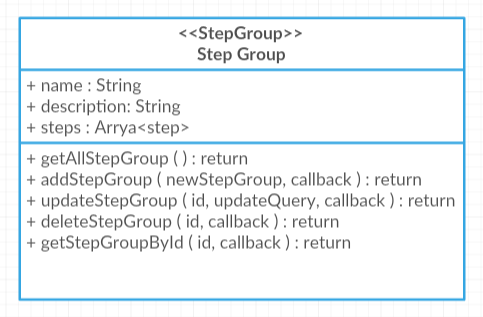 <<StepGroup>>
Step Group
+ name : String
+ description: String
+ steps : Arrya<step>
+ getAllStepGroup ( ) : return
+ addStepGroup ( newStepGroup, callback ) : return
+ updateStepGroup ( id, updateQuery, callback ) : return
+ deleteStepGroup ( id, callback ) : return
+ getStepGroupById ( id, callback ) : return